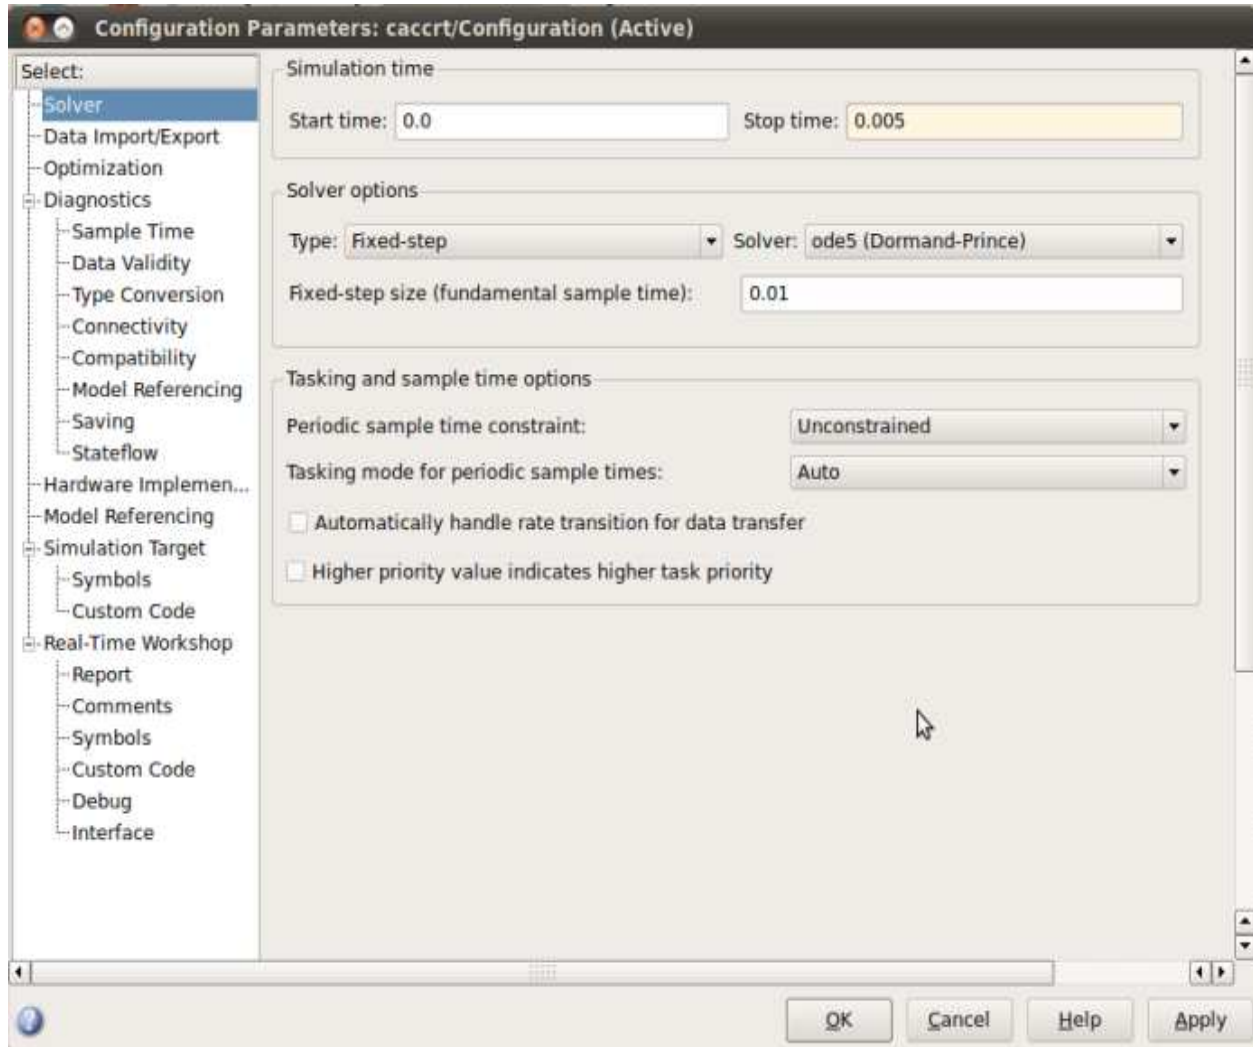 Configuration Parameters: caccrt/Configuration (Active)
Select:
Solver
Data Import/Export
Optimization
Diagnostics
Sample Time
Data Validity
Type Conversion
Connectivity
Compatibility
Model Referencing
Saving
Stateflow
Hardware Implemen...
Model Referencing
Simulation Target
Symbols
Custom Code
Real-Time Workshop
Report
Comments
Symbols
Custom Code
Debug
Interface
Simulation time
Start time: 0.0 Stop time: 0.005
Solver options
Type: Fixed-step Solver: ode5 (Dormand-Prince)
Fixed-step size (fundamental sample time): 0.01
Tasking and sample time options
Periodic sample time constraint: Unconstrained
Tasking mode for periodic sample times: Auto
Automatically handle rate transition for data transfer
Higher priority value indicates higher task priority
OK Cancel Help Apply